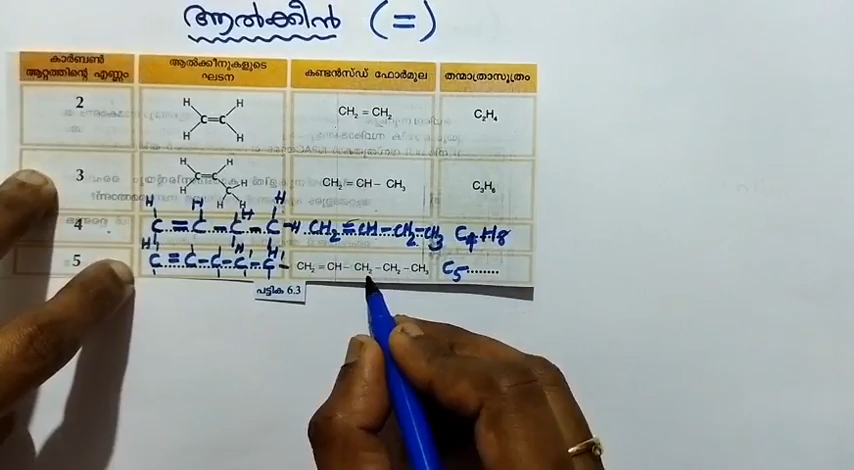 ആൽക്കീൻ (=)
കാർബൺ ആറ്റത്തിന്റെ എണ്ണം
ആൽക്കീനുകളുടെ ഘടന
കണ്ടൻസ്ഡ് ഫോർമുല
തന്മാത്രാസൂത്രം
2
H H
C=C
H H
CH₂ = CH₂
C₂H₄
3
H H
C=C H
H C H
H
CH₂ = CH − CH₃
C₃H₆
4
H H H H
C = C - C - C - H
CH₂ = CH - CH₂ - CH₃
C₄H8
5
H H H
C = C - C - C - C -
CH₂ = CH − CH₂ − CH₂ − CH₃
C₅........
പട്ടിക 6.3